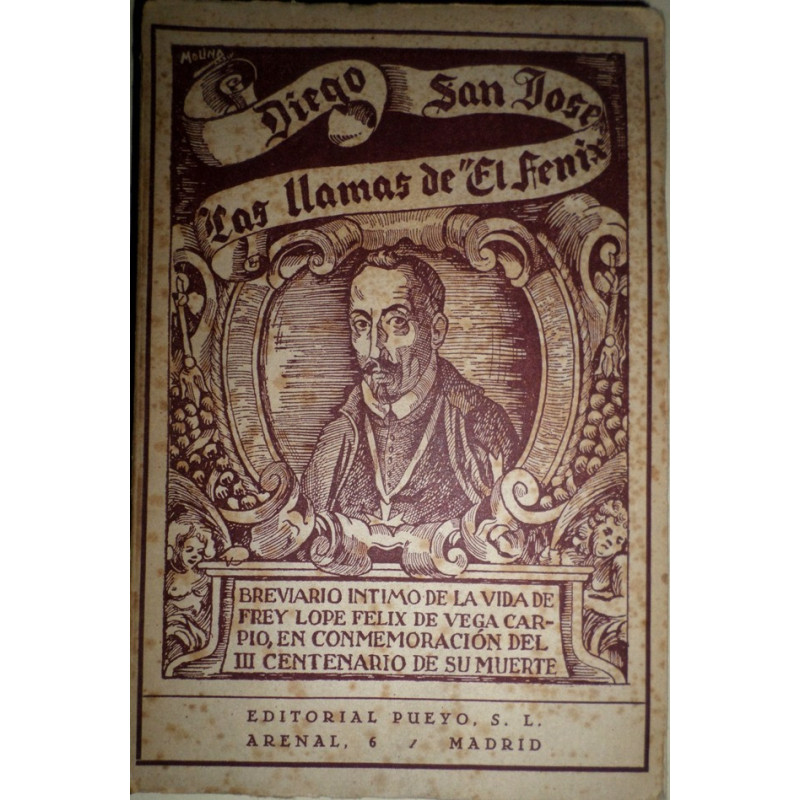 MOLINA
Diego San Jose
Las llamas de "El Fenix
BREVIARIO INTIMO DE LA VIDA DE
FREY LOPE FELIX DE VEGA CAR-
PIO, EN CONMEMORACIÓN DEL
III CENTENARIO DE SU MUERTE
EDITORIAL PUEYO, S. L.
ARENAL, 6 / MADRID